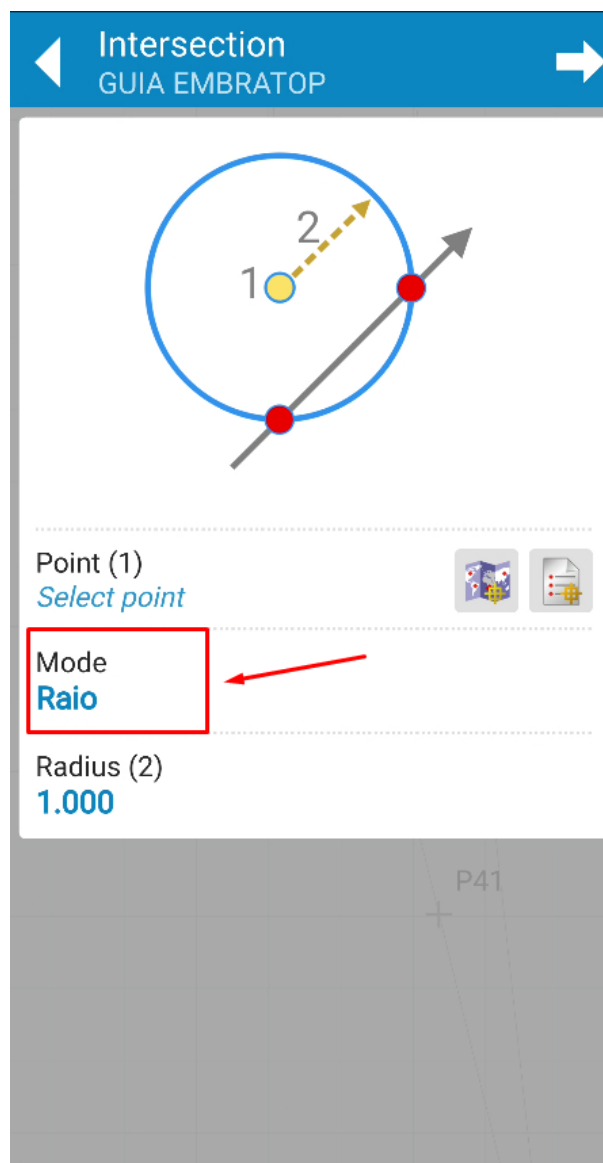 Intersection
GUIA EMBRATOP
2
1
Point (1)
Select point
Mode
Raio
Radius (2)
1.000
P41